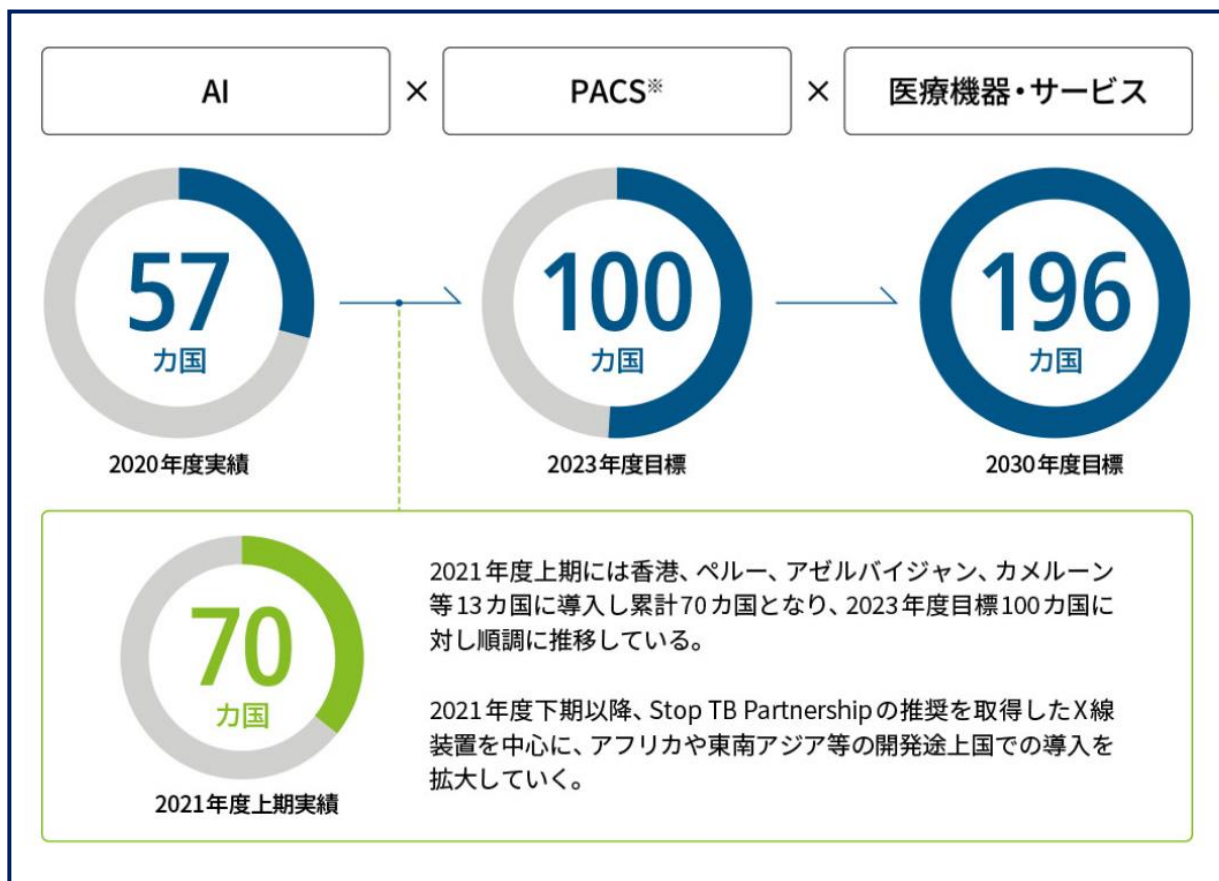 AI × PACS※ × 医療機器・サービス
57
カ国
2020年度実績
100
カ国
2023年度目標
196
カ国
2030年度目標
70
カ国
2021年度上期実績
2021年度上期には香港、ペルー、アゼルバイジャン、カメルーン
等13カ国に導入し累計70カ国となり、2023年度目標100カ国に
対し順調に推移している。
2021年度下期以降、Stop TB Partnershipの推奨を取得したX線
装置を中心に、アフリカや東南アジア等の開発途上国での導入を
拡大していく。